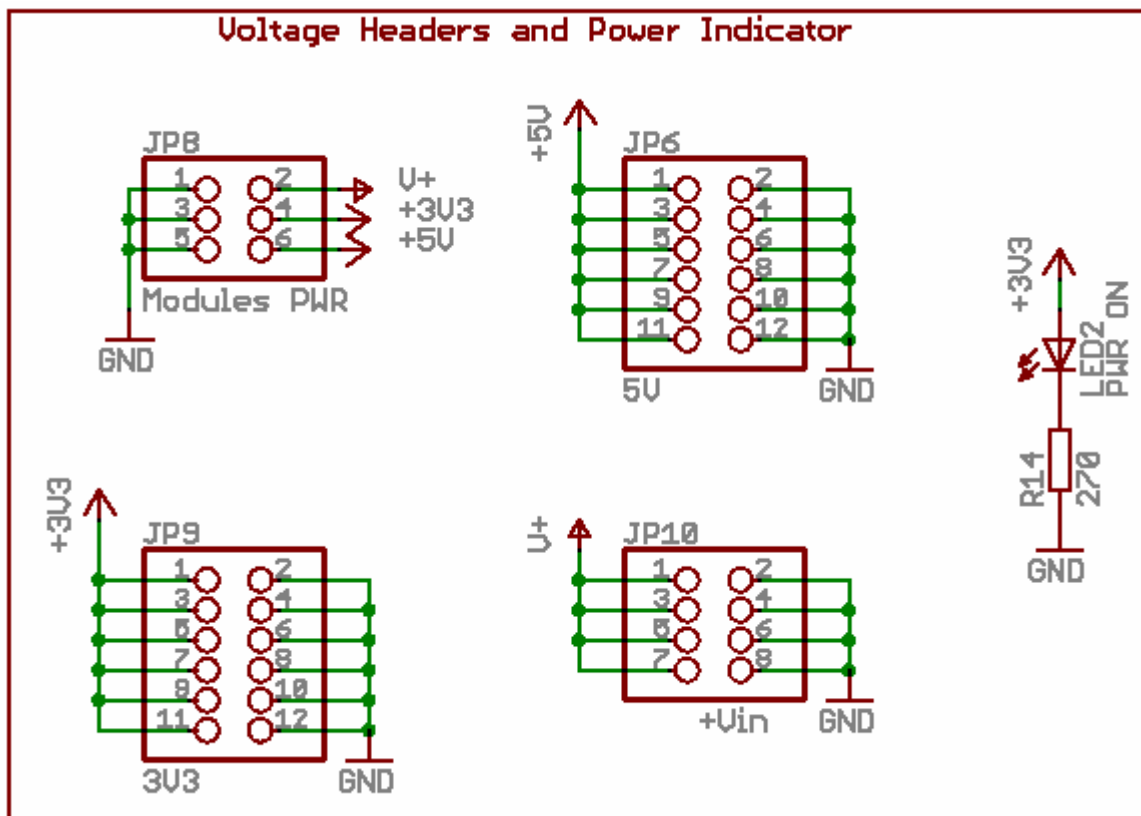 Voltage Headers and Power Indicator
JP8
1 2 V+
3 4 +3V3
5 6 +5V
Modules PWR
GND
+5V
JP6
1 2
3 4
5 6
7 8
9 10
11 12
5V
GND
+3V3
LED2
PWR ON
R14
270
GND
+3V3
JP9
1 2
3 4
5 6
7 8
9 10
11 12
3V3
GND
V+
JP10
1 2
3 4
5 6
7 8
+Vin
GND